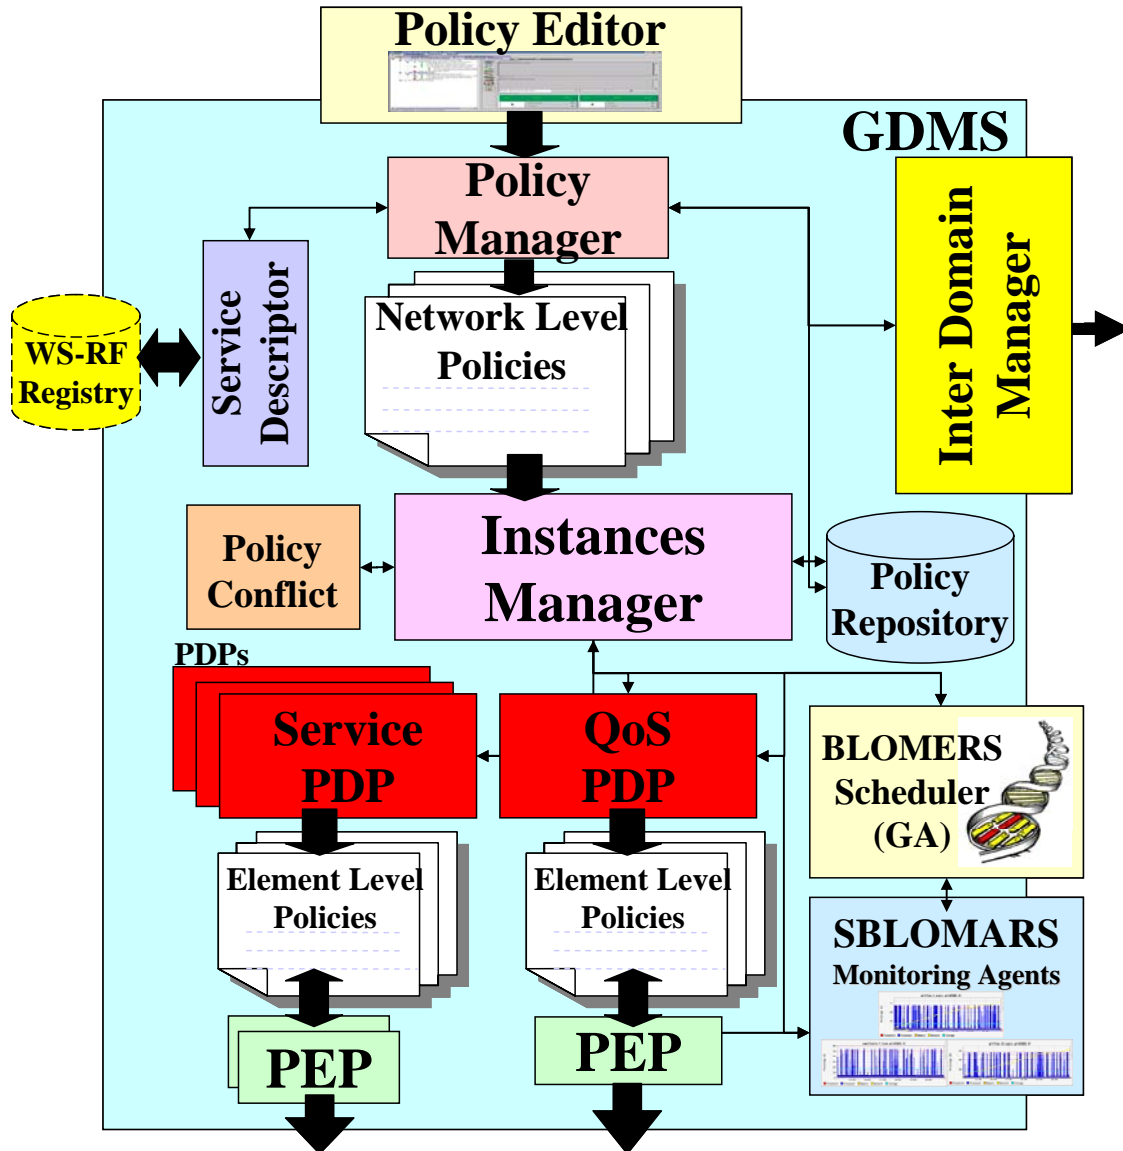 Policy Editor
GDMS
Policy
Manager
Inter Domain
Manager
Service
Descriptor
WS-RF
Registry
Network Level
Policies
Instances
Manager
Policy
Conflict
Policy
Repository
PDPs
Service
PDP
QoS
PDP
BLOMERS
Scheduler
(GA)
Element Level
Policies
Element Level
Policies
SBLOMARS
Monitoring Agents
PEP
PEP